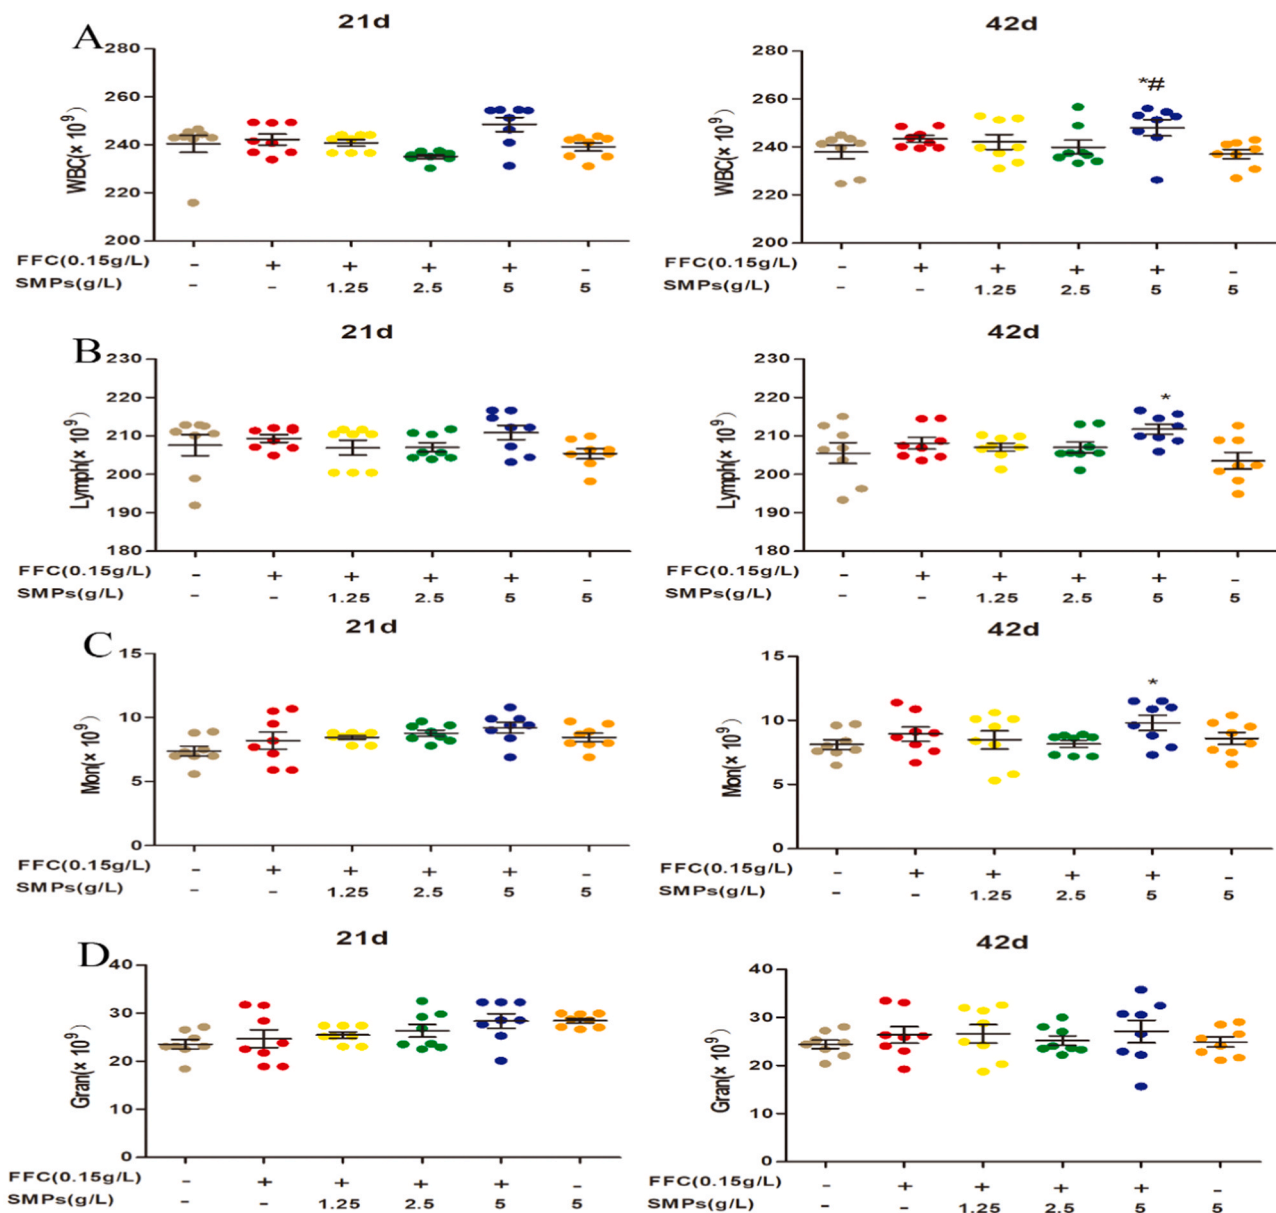 A
21d
280
260
240
220
200
WBC(× 10⁹)
FFC(0.15g/L) - + + + + -
SMPs(g/L) - - 1.25 2.5 5 5
42d
280
260
240
220
200
WBC(× 10⁹)
*#
FFC(0.15g/L) - + + + + -
SMPs(g/L) - - 1.25 2.5 5 5
B
21d
230
220
210
200
190
180
Lymph(× 10⁹)
FFC(0.15g/L) - + + + + -
SMPs(g/L) - - 1.25 2.5 5 5
42d
230
220
210
200
190
180
Lymph(× 10⁹)
*
FFC(0.15g/L) - + + + + -
SMPs(g/L) - - 1.25 2.5 5 5
C
21d
15
10
5
0
Mon(× 10⁹)
FFC(0.15g/L) - + + + + -
SMPs(g/L) - - 1.25 2.5 5 5
42d
15
10
5
0
Mon(× 10⁹)
*
FFC(0.15g/L) - + + + + -
SMPs(g/L) - - 1.25 2.5 5 5
D
21d
40
30
20
10
0
Gran(× 10⁹)
FFC(0.15g/L) - + + + + -
SMPs(g/L) - - 1.25 2.5 5 5
42d
40
30
20
10
0
Gran(× 10⁹)
FFC(0.15g/L) - + + + + -
SMPs(g/L) - - 1.25 2.5 5 5